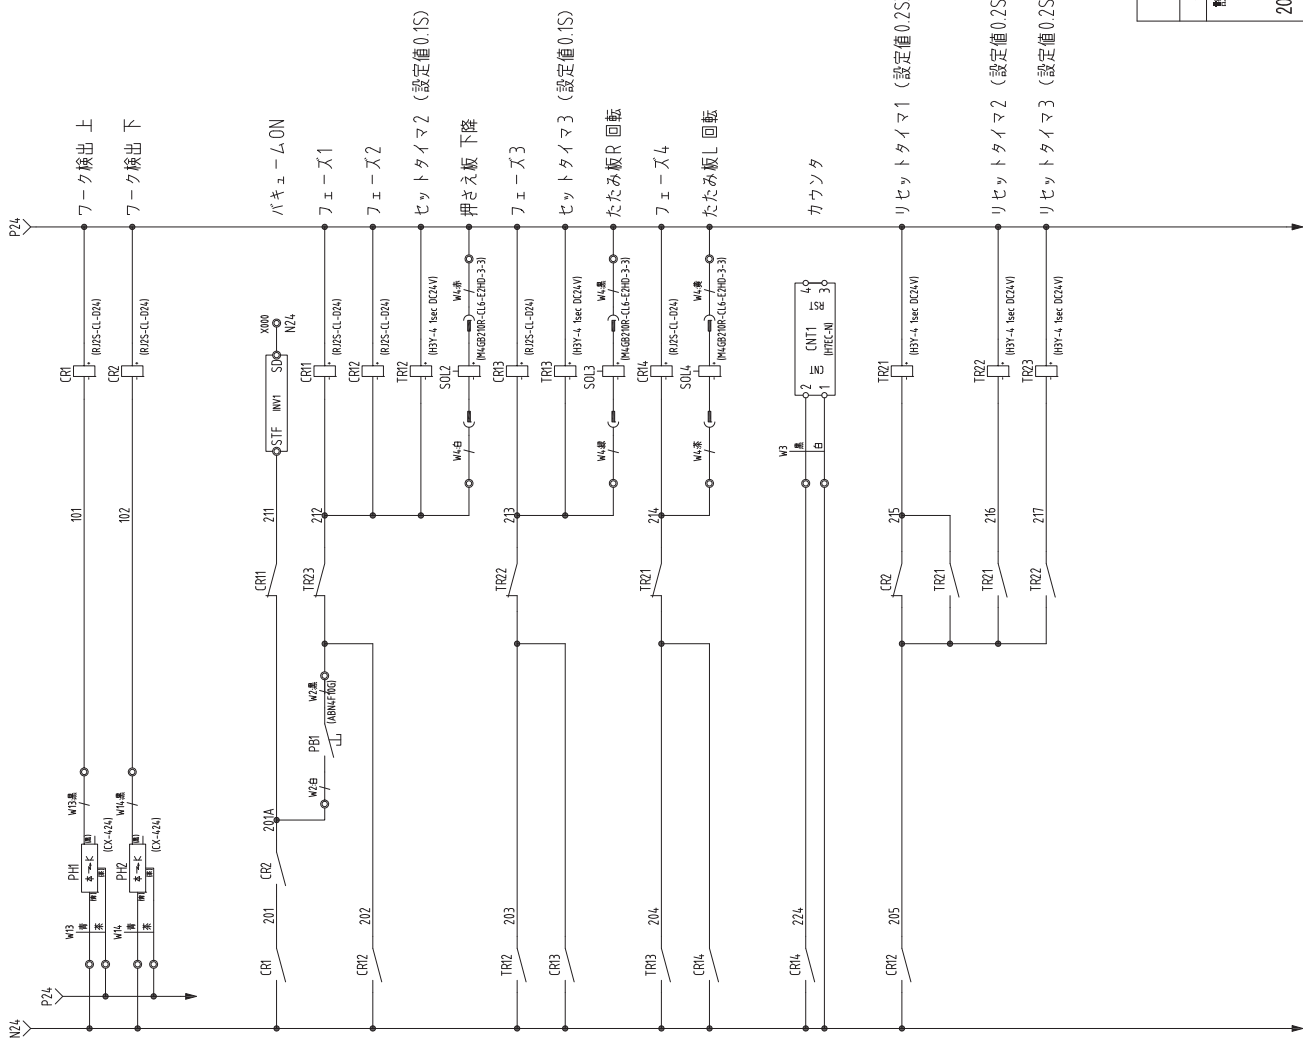 P24
ワーク検出 上
CR1
(RJ2S-CL-D24)
101
W13黒
PH1
(CX-424)
W13
青
茶
P24
N24
ワーク検出 下
CR2
(RJ2S-CL-D24)
102
W14黒
PH2
(CX-424)
W14
青
茶
バキュームON
X000
N24
SD
INV1
STF
211
CR11
201A
CR2
201
CR1
フェーズ1
CR11
(RJ2S-CL-D24)
212
TR23
W2黒
(ABN4F10G)
PB1
W2白
フェーズ2
CR12
(RJ2S-CL-D24)
202
CR12
セットタイマ2 (設定値0.1S)
TR12
(H3Y-4 1sec DC24V)
押さえ板 下降
W4赤
SOL2
(M4GB210R-CL6-E2HD-3-3)
W4白
フェーズ3
CR13
(RJ2S-CL-D24)
213
TR22
203
TR12
セットタイマ3 (設定値0.1S)
TR13
(H3Y-4 1sec DC24V)
CR13
たたみ板R 回転
W4黒
SOL3
(M4GB210R-CL6-E2HD-3-3)
W4緑
フェーズ4
CR14
(RJ2S-CL-D24)
214
TR21
204
TR13
たたみ板L 回転
W4黄
SOL4
(M4GB210R-CL6-E2HD-3-3)
W4茶
CR14
カウンタ
4
3
RST
CNT1
(H7EC-N)
CNT
2
1
W3
黒
白
224
CR14
リセットタイマ1 (設定値0.2S
TR21
(H3Y-4 1sec DC24V)
215
CR2
TR21
205
CR12
リセットタイマ2 (設定値0.2S
TR22
(H3Y-4 1sec DC24V)
216
TR21
リセットタイマ3 (設定値0.2S
TR23
(H3Y-4 1sec DC24V)
217
TR22
20